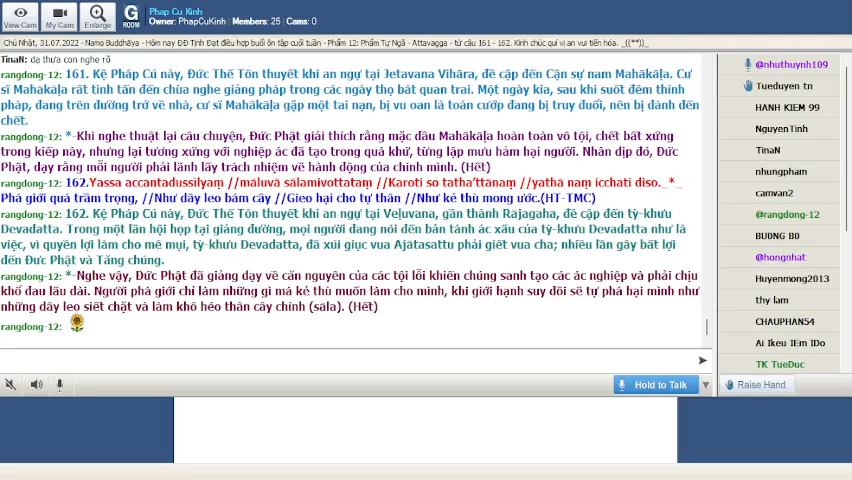 Phap Cu Kinh
Owner: PhapCuKinh | Members: 25 | Cams: 0
View Cam
My Cam
Enlarge
G
ROOM
Chủ Nhật, 31.07.2022 - Namo Buddhāya - Hôm nay ĐĐ Tịnh Đạt điều hợp buổi ôn tập cuối tuần - Phẩm 12: Phẩm Tự Ngã - Attavagga - từ câu 161 - 162. Kính chúc quí vị an vui tiến hóa. _((**))_
TinaN: dạ thưa con nghe rõ
rangdong-12: 161. Kệ Pháp Cú này, Đức Thế Tôn thuyết khi an ngự tại Jetavana Vihāra, đề cập đến Cận sự nam Mahākāḷa. Cư
sĩ Mahākāḷa rất tinh tấn đến chùa nghe giảng pháp trong các ngày thọ bát quan trai. Một ngày kia, sau khi suốt đêm thính
pháp, đang trên đường trở về nhà, cư sĩ Mahākāḷa gặp một tai nạn, bị vu oan là toán cướp đang bị truy đuổi, nên bị đánh đến
chết.
rangdong-12: *-Khi nghe thuật lại câu chuyện, Đức Phật giải thích rằng mặc dầu Mahākāḷa hoàn toàn vô tội, chết bất xứng
trong kiếp này, nhưng lại tương xứng với nghiệp ác đã tạo trong quá khứ, từng lập mưu hảm hại người. Nhân dịp đó, Đức
Phật, dạy rằng mỗi người phải lãnh lấy trách nhiệm về hành động của chính mình. (Hết)
rangdong-12: 162.Yassa accantadussilyaṃ //māluvā sālamivottataṃ //Karoti so tatha’ttānaṃ //yathā naṃ icchati diso._*_
Phá giới quá trầm trọng, //Như dây leo bám cây //Gieo hại cho tự thân //Như kẻ thù mong ước.(HT-TMC)
rangdong-12: 162. Kệ Pháp Cú này, Đức Thế Tôn thuyết khi an ngự tại Veḷuvana, gần thành Rājagaha, đề cập đến tỳ-khưu
Devadatta. Trong một lần hội họp tại giảng đường, mọi người đang nói đến bản tánh ác xấu của tỳ-khưu Devadatta như là
việc, vì quyền lợi làm cho mê mụi, tỳ-khưu Devadatta, đã xúi giục vua Ajātasattu phải giết vua cha; nhiều lần gây bất lợi
đến Đức Phật và Tăng chúng.
rangdong-12: *-Nghe vậy, Đức Phật đã giảng dạy về căn nguyên của các tội lỗi khiến chúng sanh tạo các ác nghiệp và phải chịu
khổ đau lâu dài. Người phá giới chỉ làm những gì mà kẻ thù muốn làm cho mình, khi giới hạnh suy đồi sẽ tự phá hại mình như
những dây leo siết chặt và làm khô héo thân cây chính (sāla). (Hết)
rangdong-12:
Hold to Talk
@nhuthuynh109
Tueduyen tn
HANH KIEM 99
NguyenTinh
TinaN
nhungpham
camvan2
@rangdong-12
BU0NG B0
@hongnhat
Huyenmong2013
thy lam
CHAUPHAN54
Ai Ikeu IEm IDo
TK TueDuc
Raise Hand